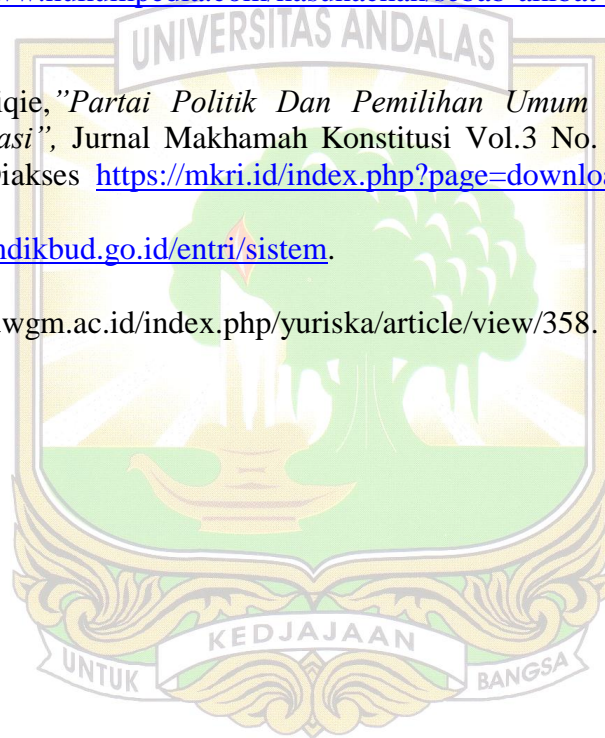 UNIVERSITAS ANDALAS
iqie,”Partai Politik Dan Pemilihan Umum
asi”, Jurnal Makhamah Konstitusi Vol.3 No.
Diakses https://mkri.id/index.php?page=downloa
ndikbud.go.id/entri/sistem.
wgm.ac.id/index.php/yuriska/article/view/358.
KEDJAJAAN
UNTUK
BANGSA